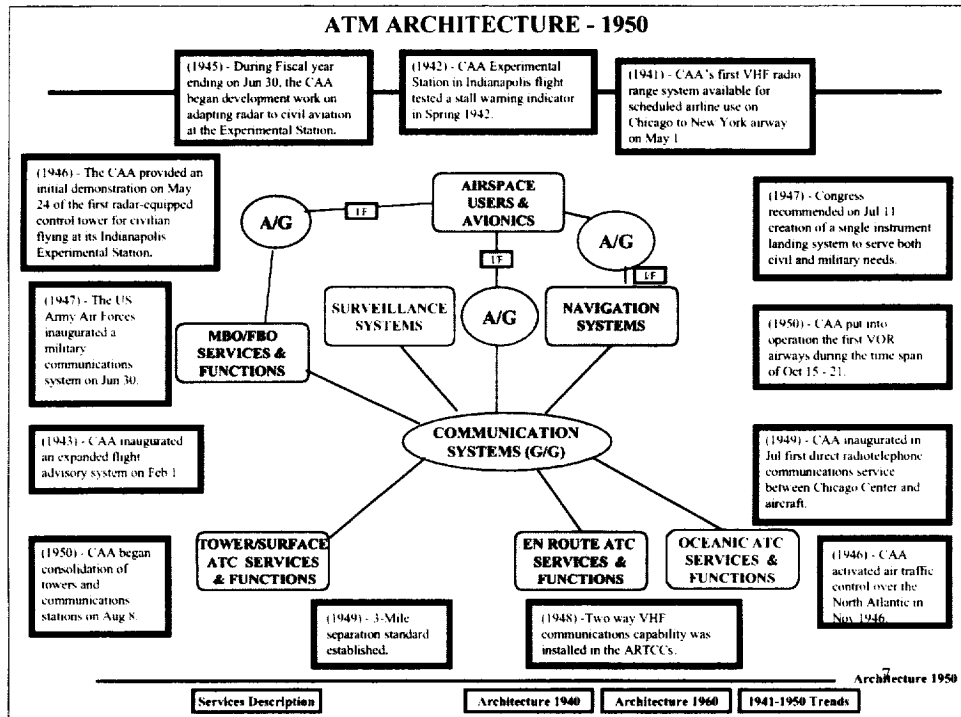 ATM ARCHITECTURE - 1950
(1945) - During Fiscal year
ending on Jun 30, the CAA
began development work on
adapting radar to civil aviation
at the Experimental Station.
(1942) - CAA Experimental
Station in Indianapolis flight
tested a stall warning indicator
in Spring 1942.
(1941) - CAA's first VHF radio
range system available for
scheduled airline use on
Chicago to New York airway
on May 1
(1946) - The CAA provided an
initial demonstration on May
24 of the first radar-equipped
control tower for civilian
flying at its Indianapolis
Experimental Station.
A/G
I/F
AIRSPACE
USERS &
AVIONICS
I/F
A/G
I/F
(1947) - Congress
recommended on Jul 11
creation of a single instrument
landing system to serve both
civil and military needs.
(1947) - The US
Army Air Forces
inaugurated a
military
communications
system on Jun 30.
MBO/FBO
SERVICES &
FUNCTIONS
SURVEILLANCE
SYSTEMS
A/G
NAVIGATION
SYSTEMS
(1950) - CAA put into
operation the first VOR
airways during the time span
of Oct 15 - 21.
(1943) - CAA inaugurated
an expanded flight
advisory system on Feb 1
COMMUNICATION
SYSTEMS (G/G)
(1949) - CAA inaugurated in
Jul first direct radiotelephone
communications service
between Chicago Center and
aircraft.
(1950) - CAA began
consolidation of
towers and
communications
stations on Aug 8.
TOWER/SURFACE
ATC SERVICES
& FUNCTIONS
EN ROUTE ATC
SERVICES &
FUNCTIONS
OCEANIC ATC
SERVICES &
FUNCTIONS
(1946) - CAA
activated air traffic
control over the
North Atlantic in
Nov 1946.
(1949) - 3-Mile
separation standard
established.
(1948) -Two way VHF
communications capability was
installed in the ARTCCs.
7
Architecture 1950
Services Description
Architecture 1940
Architecture 1960
1941-1950 Trends